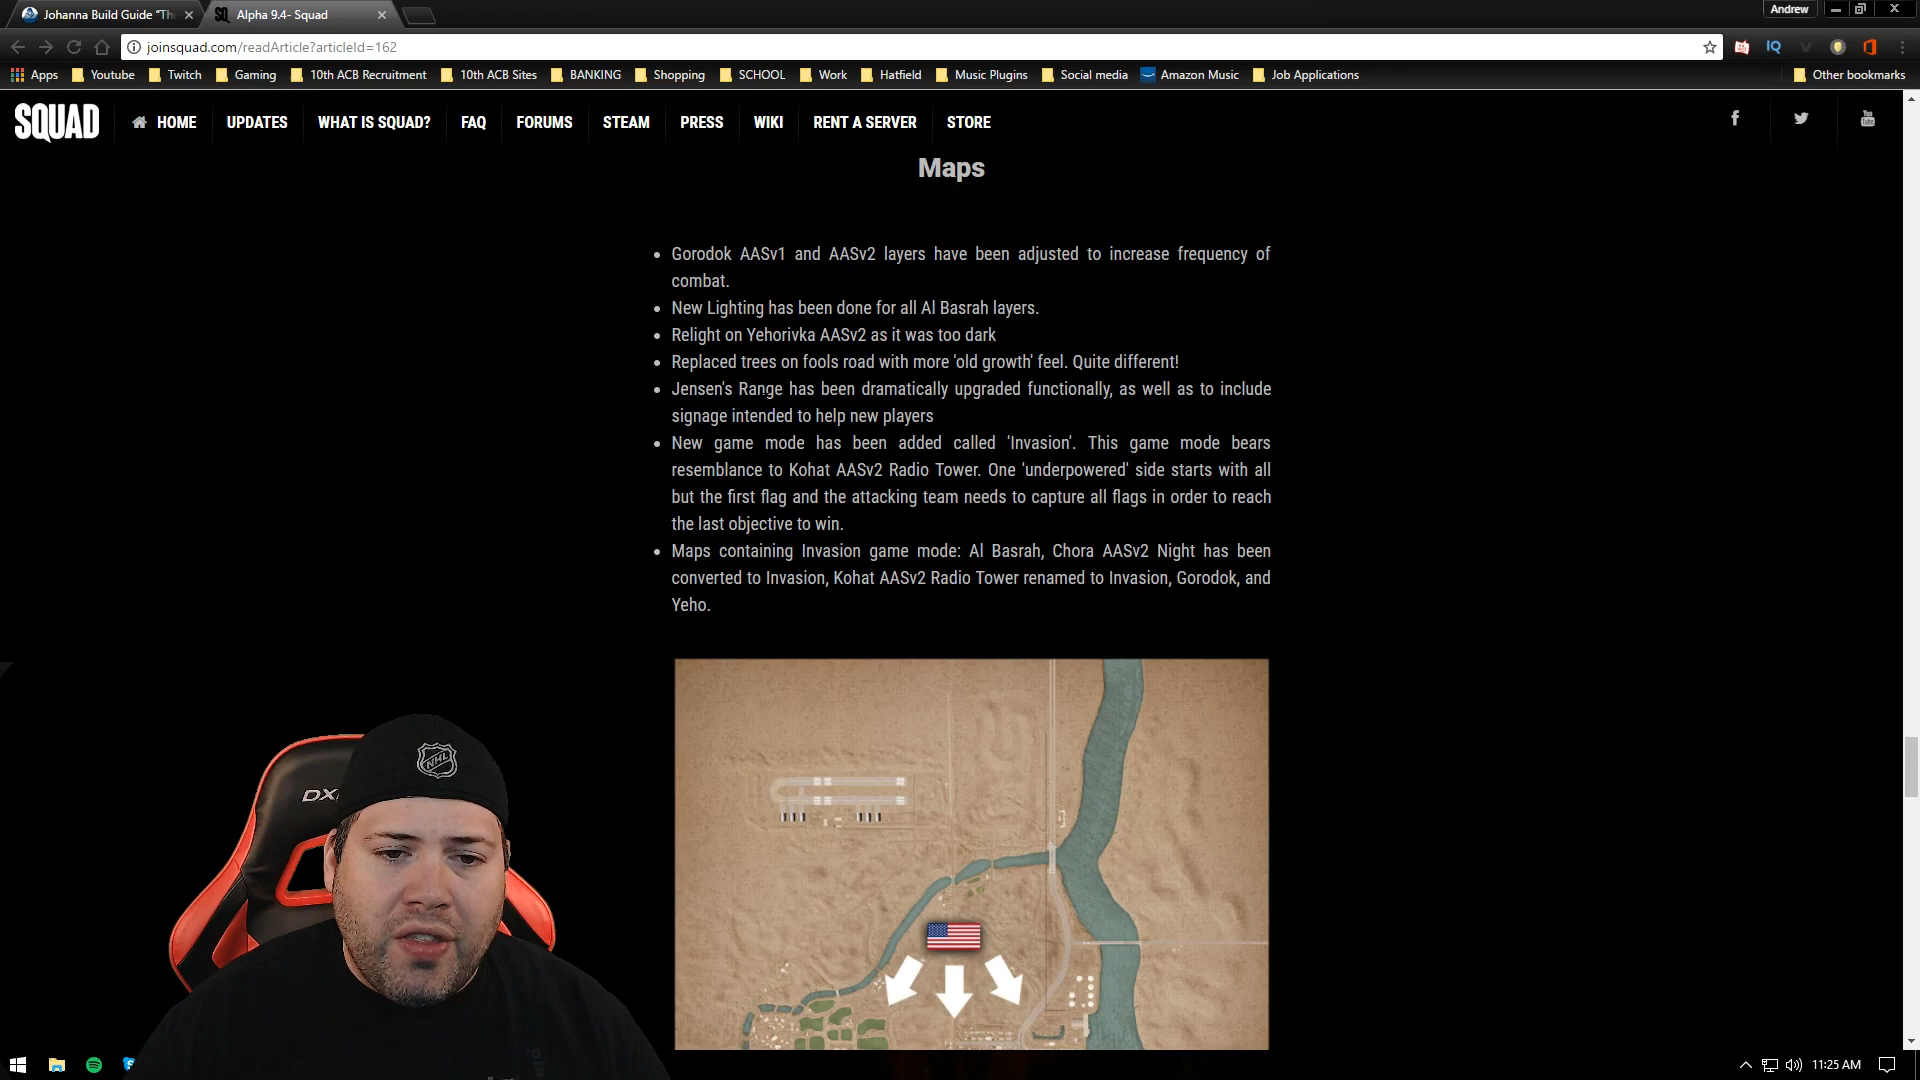 Johanna Build Guide "Th
Alpha 9.4- Squad
Andrew
joinsquad.com/readArticle?articleId=162
Apps Youtube Twitch Gaming 10th ACB Recruitment 10th ACB Sites BANKING Shopping SCHOOL Work Hatfield Music Plugins Social media Amazon Music Job Applications Other bookmarks
SQUAD HOME UPDATES WHAT IS SQUAD? FAQ FORUMS STEAM PRESS WIKI RENT A SERVER STORE
Maps
Gorodok AASv1 and AASv2 layers have been adjusted to increase frequency of
combat.
New Lighting has been done for all Al Basrah layers.
Relight on Yehorivka AASv2 as it was too dark
Replaced trees on fools road with more 'old growth' feel. Quite different!
Jensen's Range has been dramatically upgraded functionally, as well as to include
signage intended to help new players
New game mode has been added called 'Invasion'. This game mode bears
resemblance to Kohat AASv2 Radio Tower. One 'underpowered' side starts with all
but the first flag and the attacking team needs to capture all flags in order to reach
the last objective to win.
Maps containing Invasion game mode: Al Basrah, Chora AASv2 Night has been
converted to Invasion, Kohat AASv2 Radio Tower renamed to Invasion, Gorodok, and
Yeho.
NHL
DX
11:25 AM